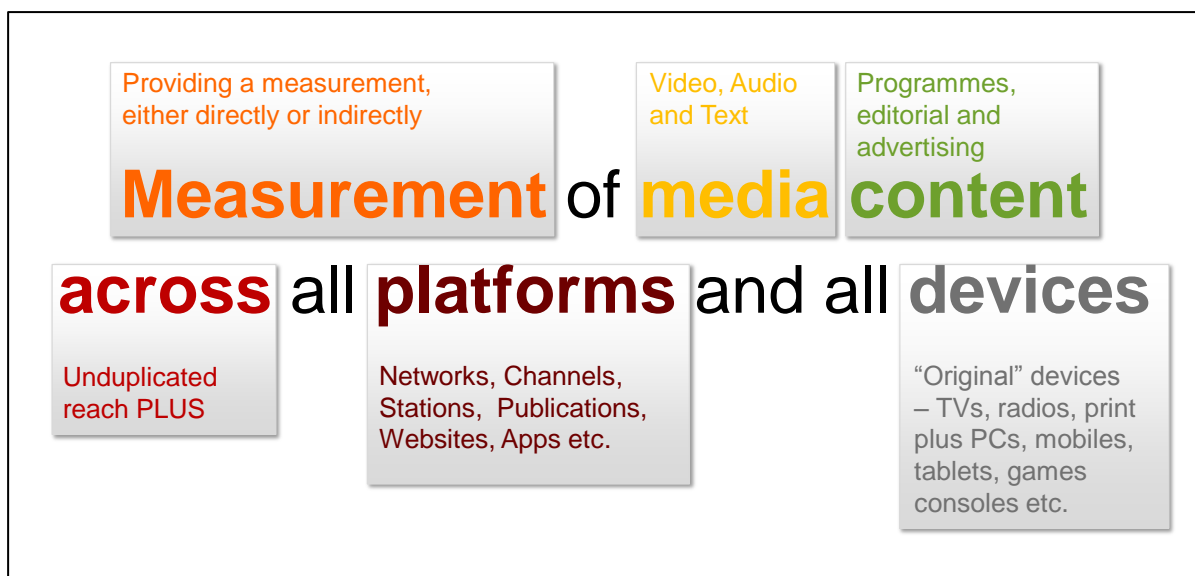 Providing a measurement,
either directly or indirectly
Video, Audio
and Text
Programmes,
editorial and
advertising
Measurement of media content
across all platforms and all devices
Unduplicated
reach PLUS
Networks, Channels,
Stations,  Publications,
Websites, Apps etc.
“Original” devices
– TVs, radios, print
plus PCs, mobiles,
tablets, games
consoles etc.